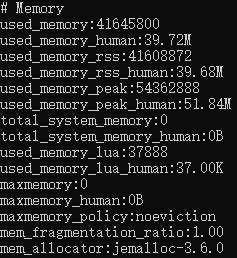 # Memory
used_memory:41645800
used_memory_human:39.72M
used_memory_rss:41608872
used_memory_rss_human:39.68M
used_memory_peak:54362888
used_memory_peak_human:51.84M
total_system_memory:0
total_system_memory_human:0B
used_memory_lua:37888
used_memory_lua_human:37.00K
maxmemory:0
maxmemory_human:0B
maxmemory_policy:noeviction
mem_fragmentation_ratio:1.00
mem_allocator:jemalloc-3.6.0